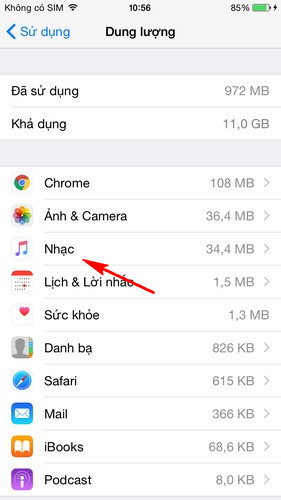 Không có SIM 10:56 85%
Sử dụng Dung lượng
Đã sử dụng 972 MB
Khả dụng 11,0 GB
Chrome 108 MB
Ảnh & Camera 36,4 MB
Nhạc 34,4 MB
Lịch & Lời nhắc 1,5 MB
Sức khỏe 1,3 MB
Danh bạ 826 KB
Safari 615 KB
Mail 366 KB
iBooks 68,6 KB
Podcast 8,0 KB